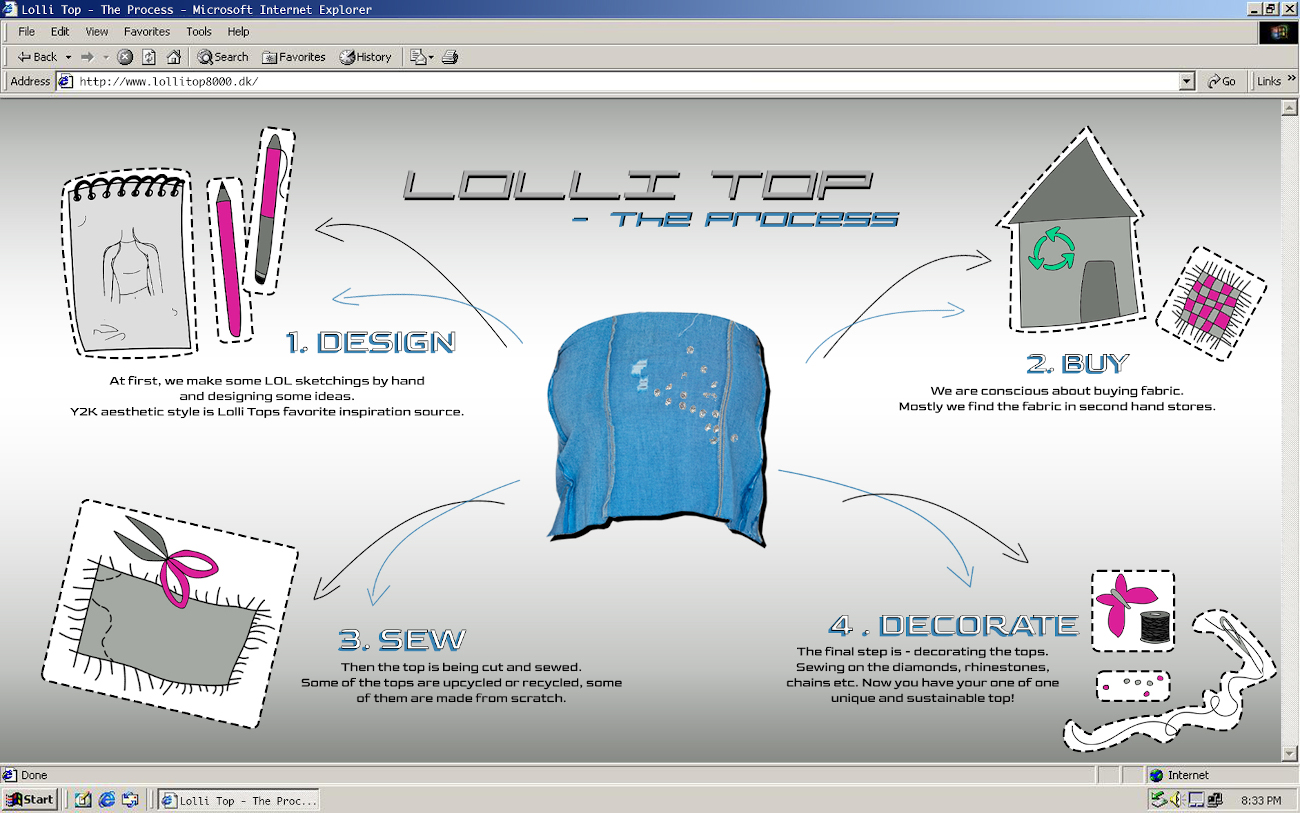 Lolli Top - The Process - Microsoft Internet Explorer
File Edit View Favorites Tools Help
Back Search Favorites History
Address http://www.lollitop8000.dk/ Go Links »
LOLLI TOP
- The Process
1. DESIGN
At first, we make some LOL sketchings by hand
and designing some ideas.
Y2K aesthetic style is Lolli Tops favorite inspiration source.
2. BUY
We are conscious about buying fabric.
Mostly we find the fabric in second hand stores.
3. SEW
Then the top is being cut and sewed.
Some of the tops are upcycled or recycled, some
of them are made from scratch.
4 . DECORATE
The final step is - decorating the tops.
Sewing on the diamonds, rhinestones,
chains etc. Now you have your one of one
unique and sustainable top!
Done Internet
Start Lolli Top - The Proc... 8:33 PM